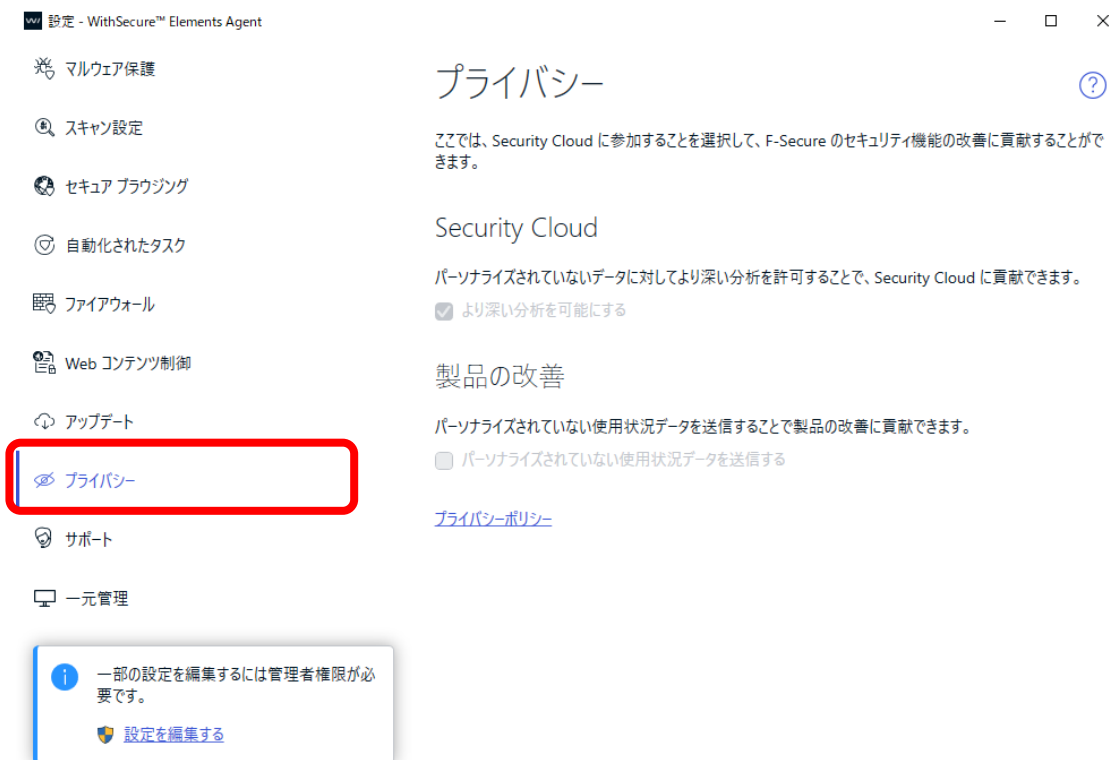 設定 - WithSecure™ Elements Agent
マルウェア保護
スキャン設定
セキュア ブラウジング
自動化されたタスク
ファイアウォール
Web コンテンツ制御
アップデート
プライバシー
サポート
一元管理
一部の設定を編集するには管理者権限が必
要です。
設定を編集する
プライバシー
ここでは、Security Cloud に参加することを選択して、F-Secure のセキュリティ機能の改善に貢献することがで
きます。
Security Cloud
パーソナライズされていないデータに対してより深い分析を許可することで、Security Cloud に貢献できます。
より深い分析を可能にする
製品の改善
パーソナライズされていない使用状況データを送信することで製品の改善に貢献できます。
パーソナライズされていない使用状況データを送信する
プライバシーポリシー